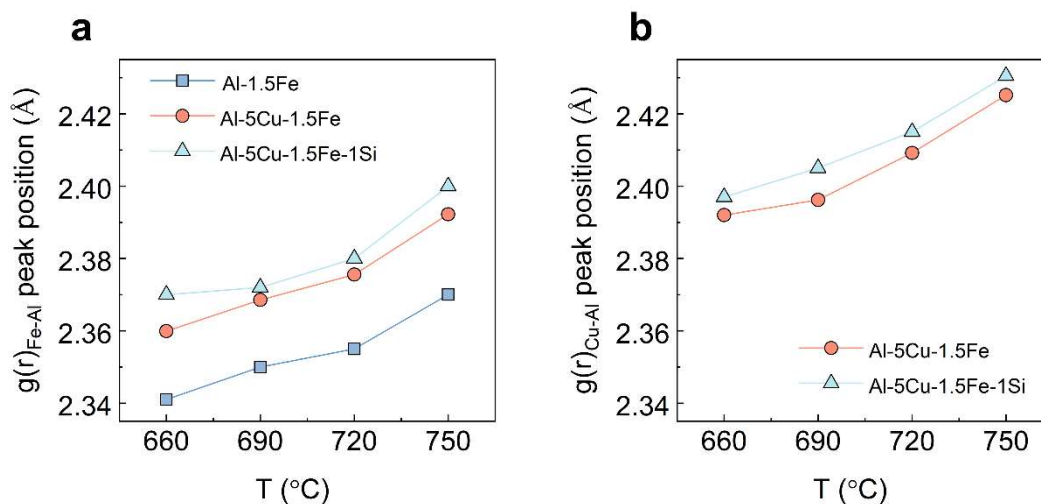 a
g(r)Fe-Al peak position (Å)
2.42
2.40
2.38
2.36
2.34
Al-1.5Fe
Al-5Cu-1.5Fe
Al-5Cu-1.5Fe-1Si
660 690 720 750
T (°C)
b
g(r)Cu-Al peak position (Å)
2.42
2.40
2.38
2.36
2.34
Al-5Cu-1.5Fe
Al-5Cu-1.5Fe-1Si
660 690 720 750
T (°C)